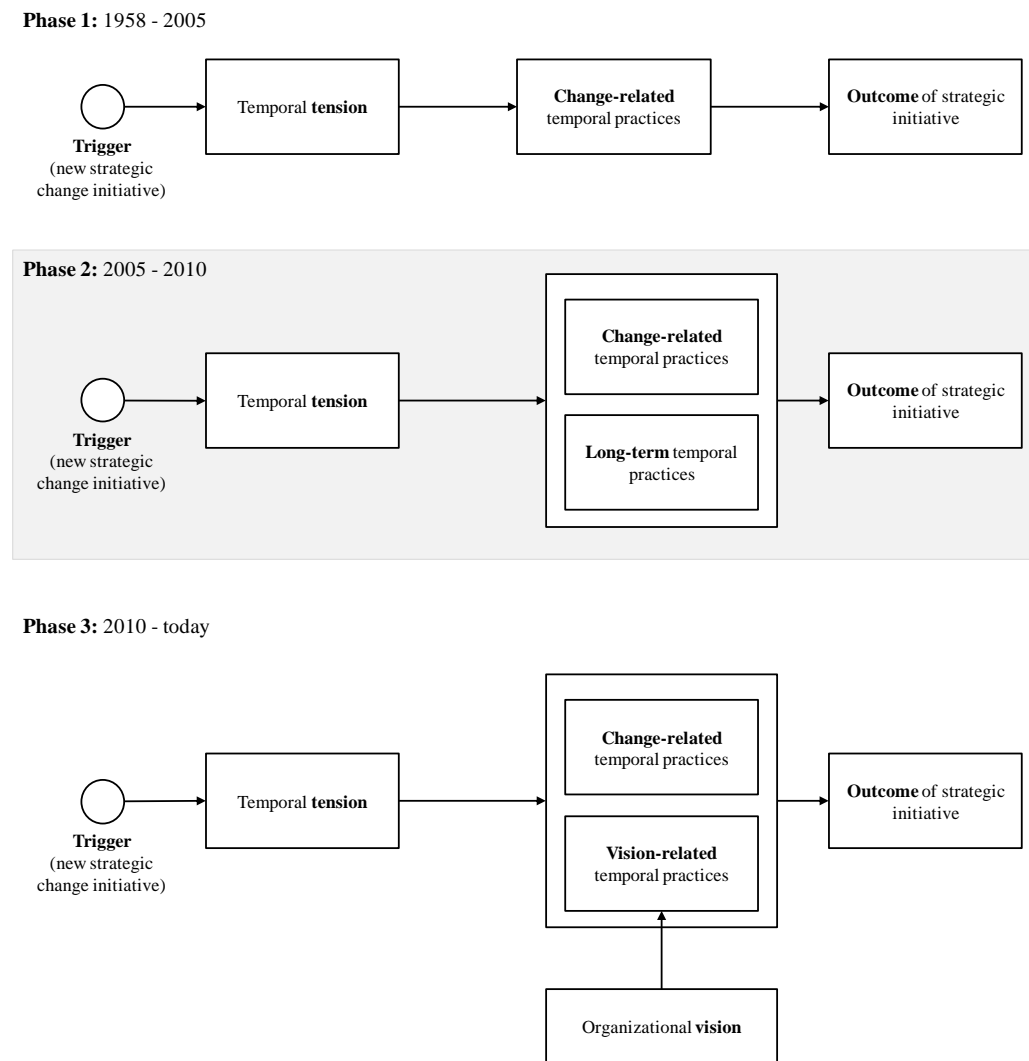 Phase 1: 1958 - 2005
Trigger
(new strategic
change initiative)
Temporal tension
Change-related
temporal practices
Outcome of strategic
initiative
Phase 2: 2005 - 2010
Trigger
(new strategic
change initiative)
Temporal tension
Change-related
temporal practices
Long-term temporal
practices
Outcome of strategic
initiative
Phase 3: 2010 - today
Trigger
(new strategic
change initiative)
Temporal tension
Change-related
temporal practices
Vision-related
temporal practices
Outcome of strategic
initiative
Organizational vision